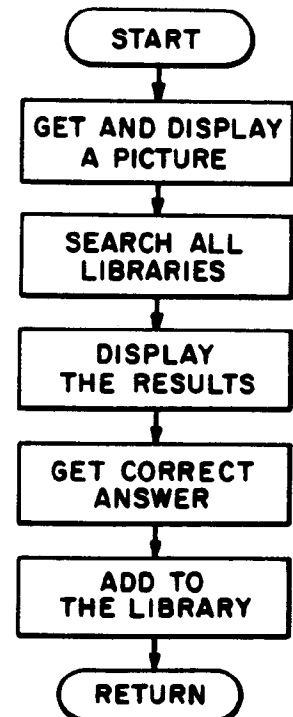 START
GET AND DISPLAY
A PICTURE
SEARCH ALL
LIBRARIES
DISPLAY
THE RESULTS
GET CORRECT
ANSWER
ADD TO
THE LIBRARY
RETURN